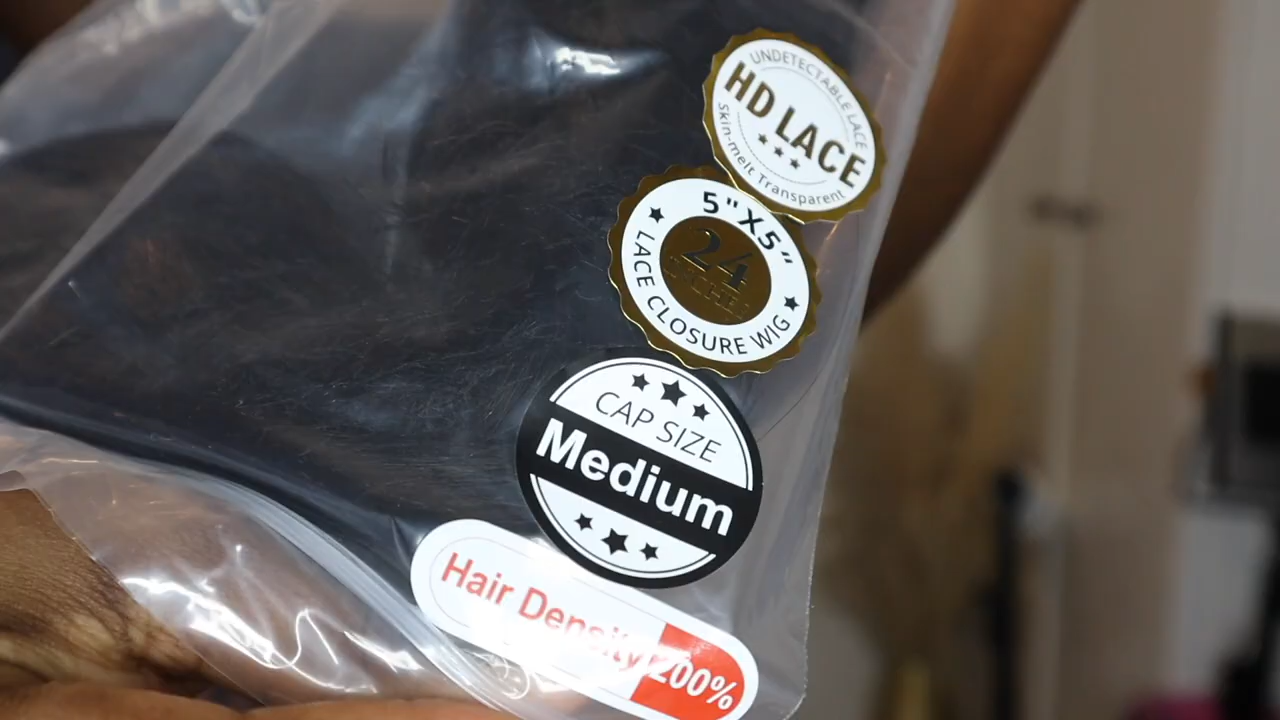 UNDETECTABLE LACE
HD LACE
Skin-melt Transparent
5"X5"
24
INCHES
LACE CLOSURE WIG
CAP SIZE
Medium
Hair Density 200%